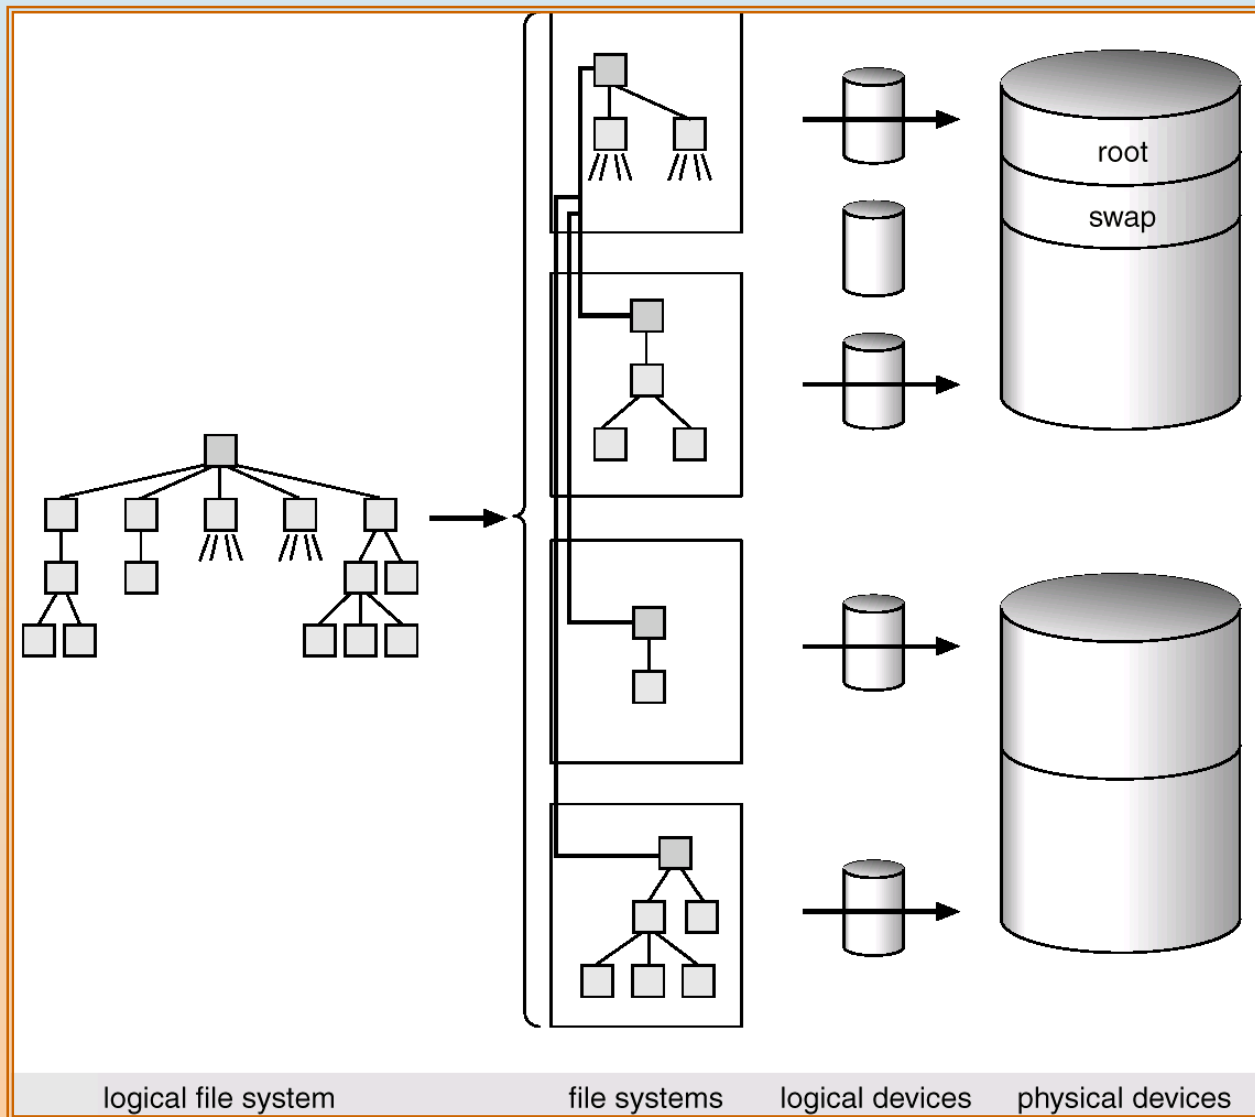 root
swap
logical file system
file systems
logical devices
physical devices